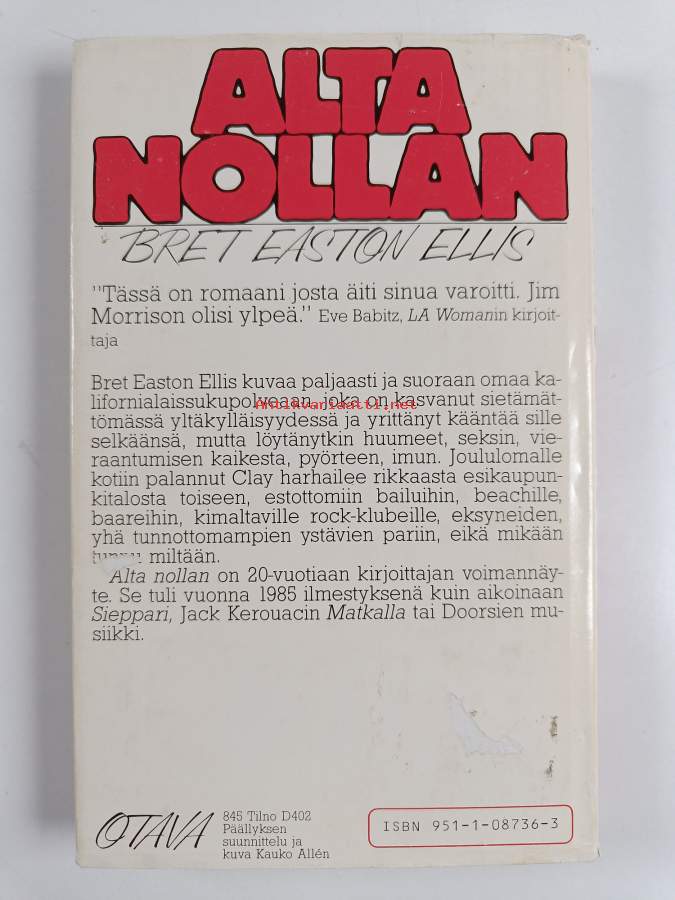 ALTA
NOLLAN
BRET EASTON ELLIS
"Tässä on romaani josta äiti sinua varoitti. Jim
Morrison olisi ylpeä." Eve Babitz, LA Womanin kirjoit-
taja
Bret Easton Ellis kuvaa paljaasti ja suoraan omaa ka-
lifornialaissukupolveaan, joka on kasvanut sietämät-
Antikvariaatti.net
tömässä yltäkylläisyydessä ja yrittänyt kääntää sille
selkäänsä, mutta löytänytkin huumeet, seksin, vie-
raantumisen kaikesta, pyörteen, imun. Joululomalle
kotiin palannut Clay harhailee rikkaasta esikaupun-
kitalosta toiseen, estottomiin bailuihin, beachille,
baareihin, kimaltaville rock-klubeille, eksyneiden,
yhä tunnottomampien ystävien pariin, eikä mikään
miltään.
Alta nollan on 20-vuotiaan kirjoittajan voimannäy-
te. Se tuli vuonna 1985 ilmestyksenä kuin aikoinaan
Sieppari, Jack Kerouacin Matkalla tai Doorsien mu-
siikki.
OTAVA
845 Tilno D402
Päällyksen
suunnittelu ja
kuva Kauko Allén
ISBN 951-1-08736-3